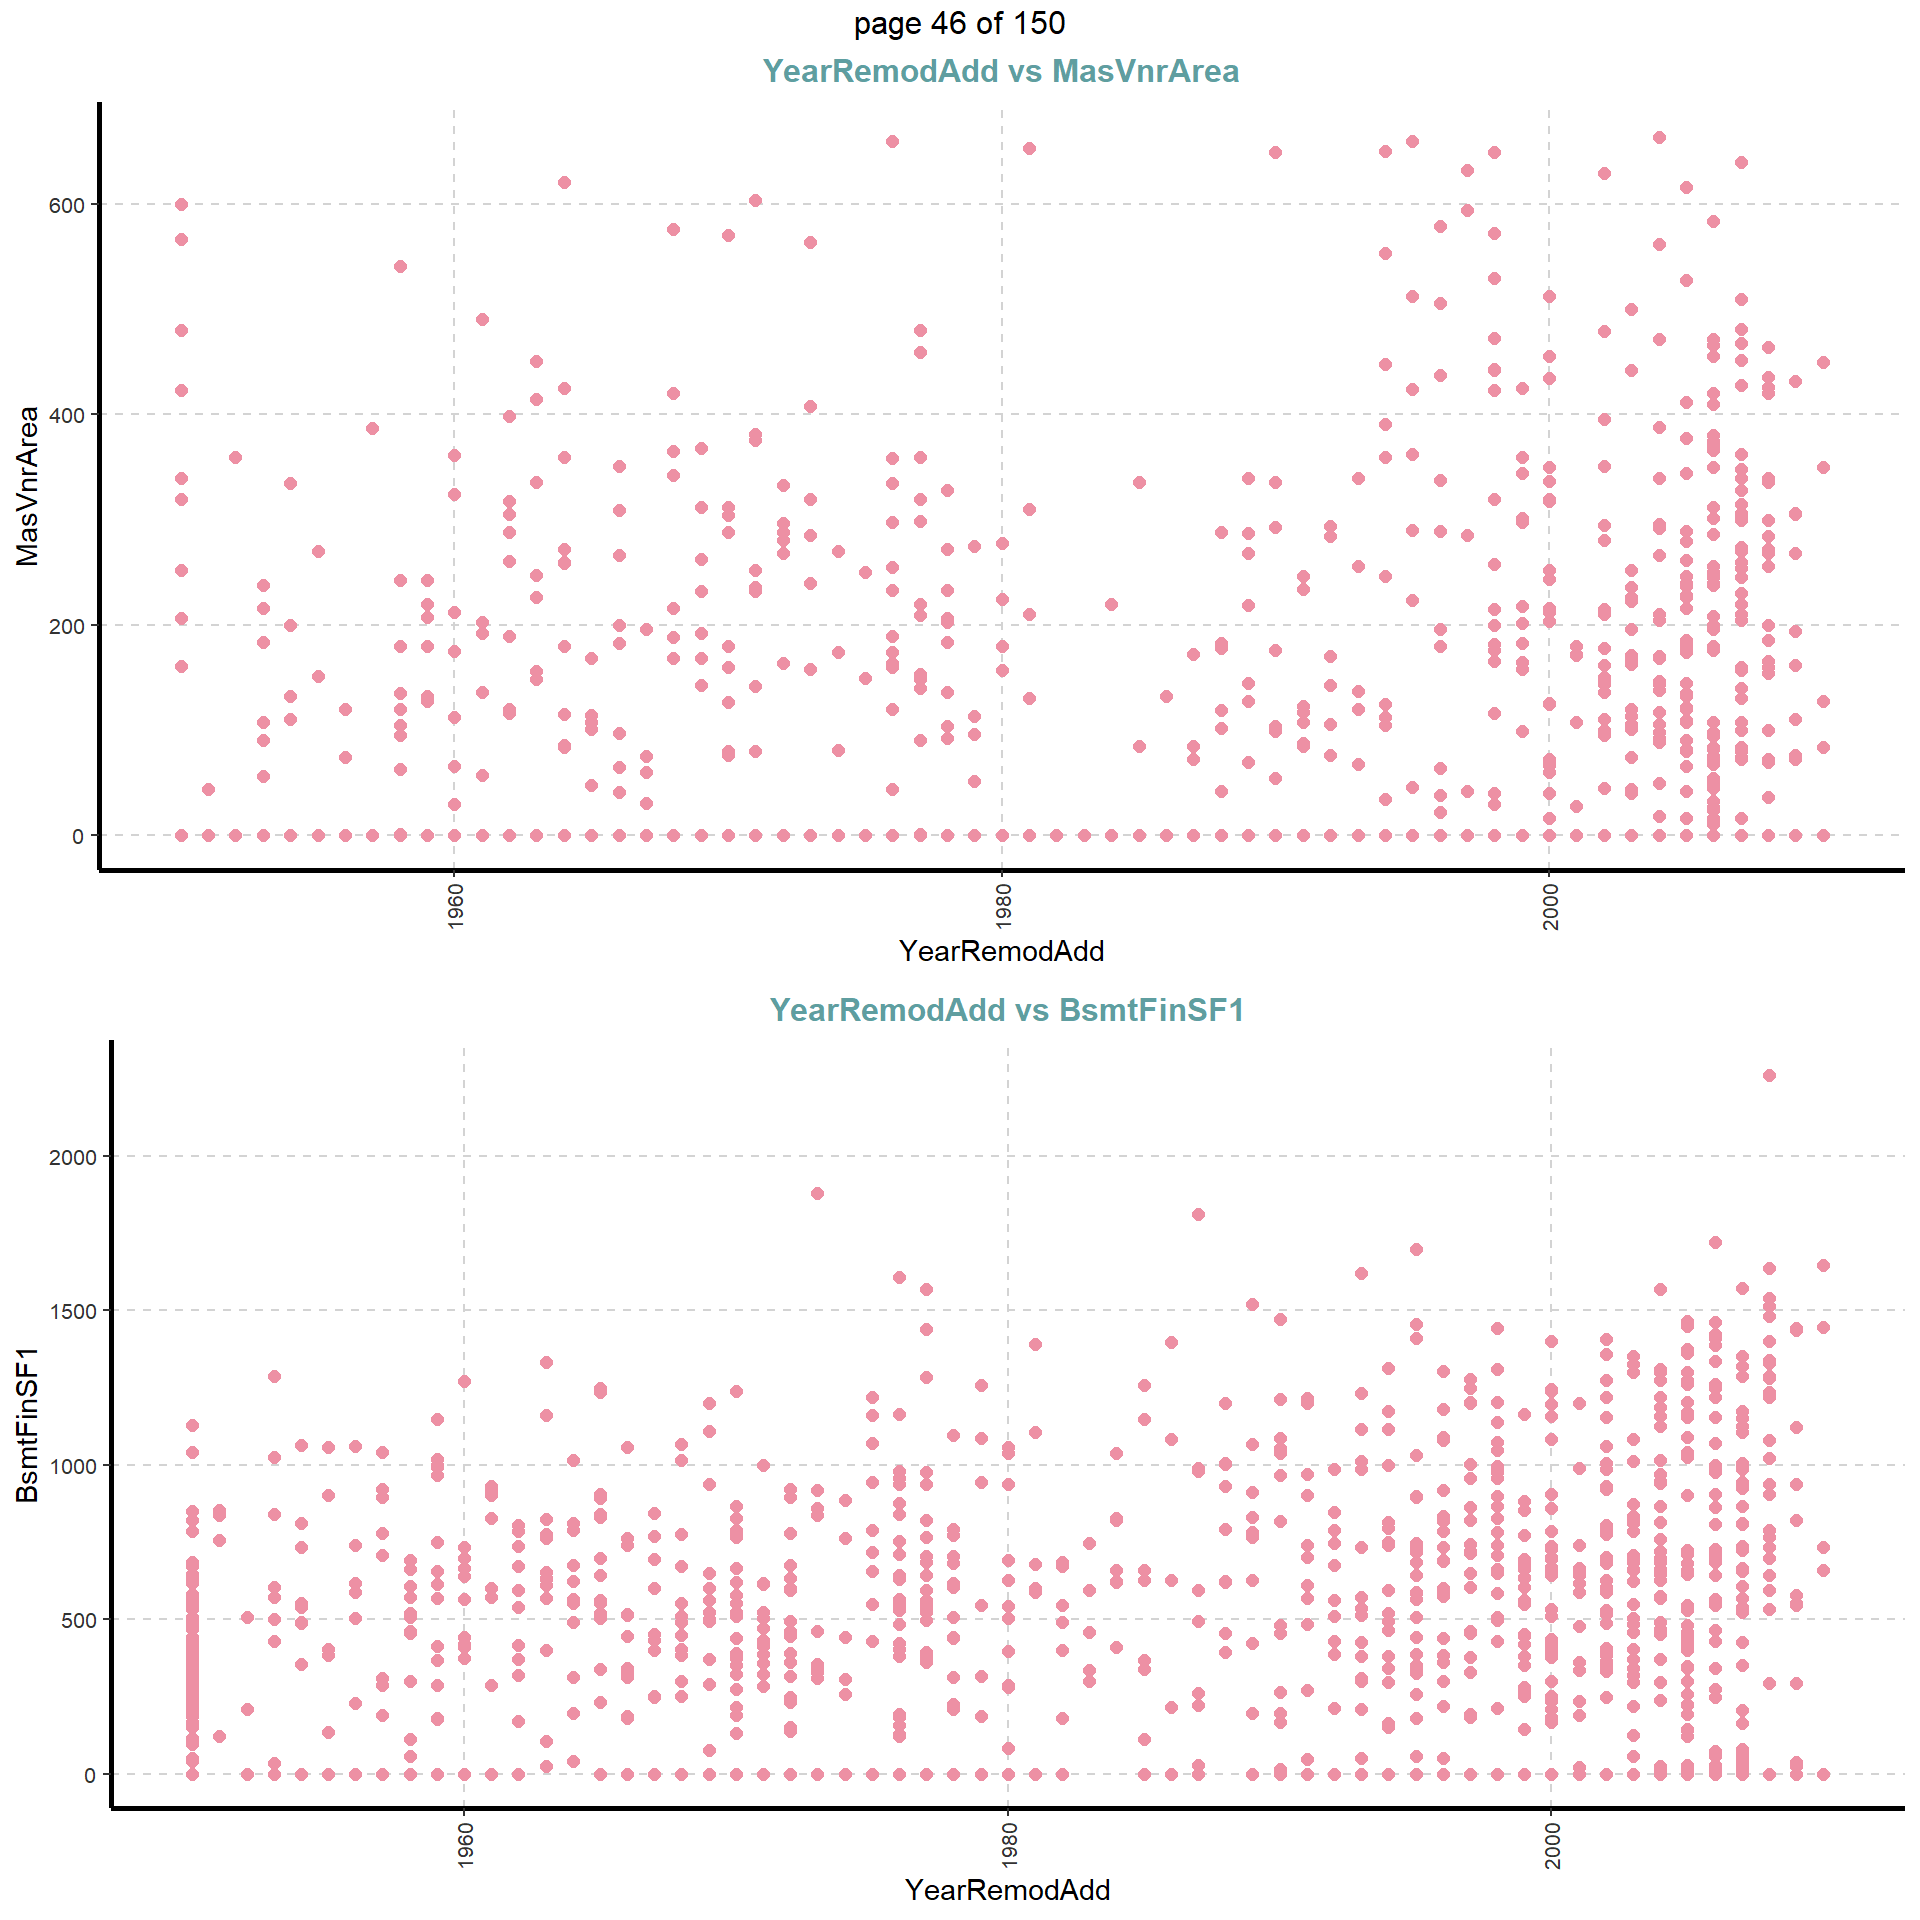 page 46 of 150
YearRemodAdd vs MasVnrArea
MasVnrArea
600
400
200
0
1960
1980
2000
YearRemodAdd
YearRemodAdd vs BsmtFinSF1
BsmtFinSF1
2000
1500
1000
500
0
1960
1980
2000
YearRemodAdd